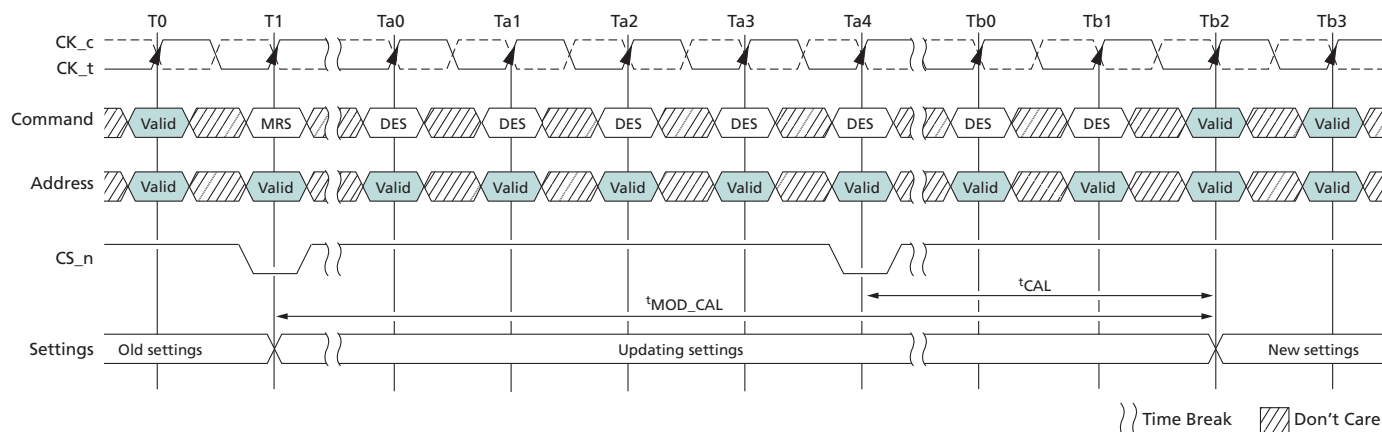 T0 T1 Ta0 Ta1 Ta2 Ta3 Ta4 Tb0 Tb1 Tb2 Tb3
CK_c
CK_t
Command Valid MRS DES DES DES DES DES DES DES Valid Valid
Address Valid Valid Valid Valid Valid Valid Valid Valid Valid Valid Valid
CS_n
tCAL
tMOD_CAL
Settings Old settings Updating settings New settings
Time Break Don't Care